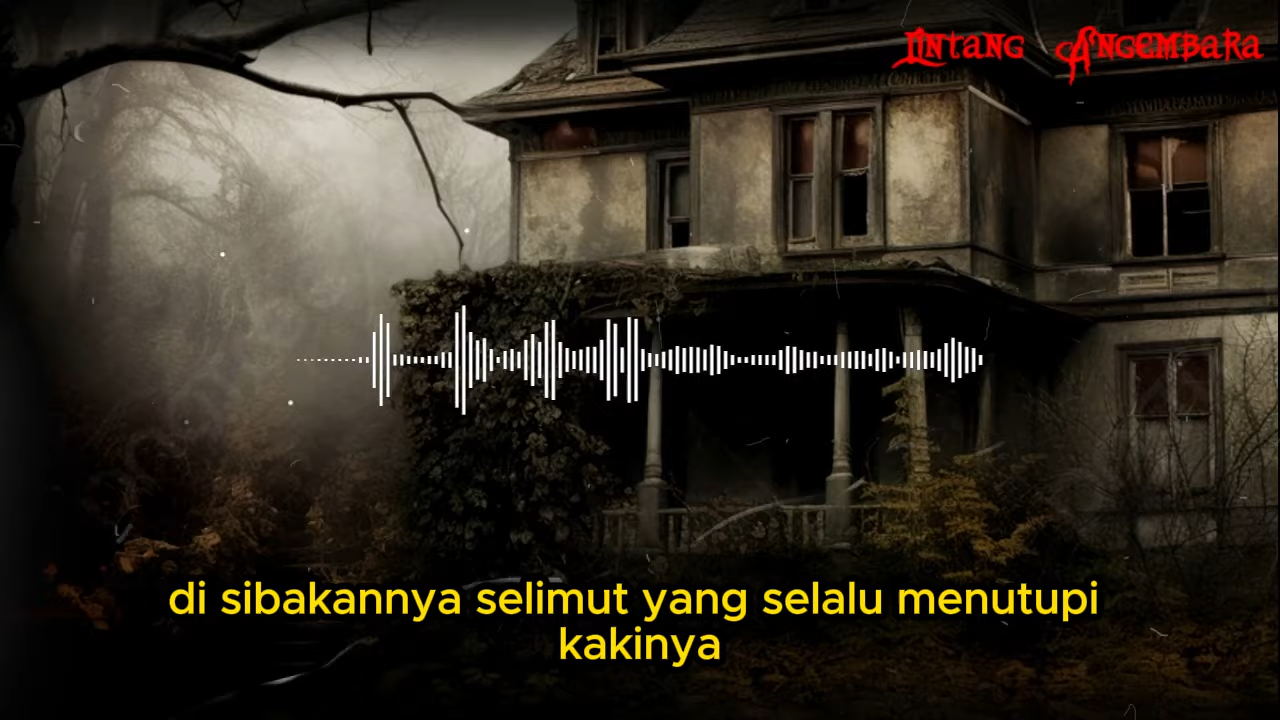 Lintang Angembara
di sibakannya selimut yang selalu menutupi
kakinya